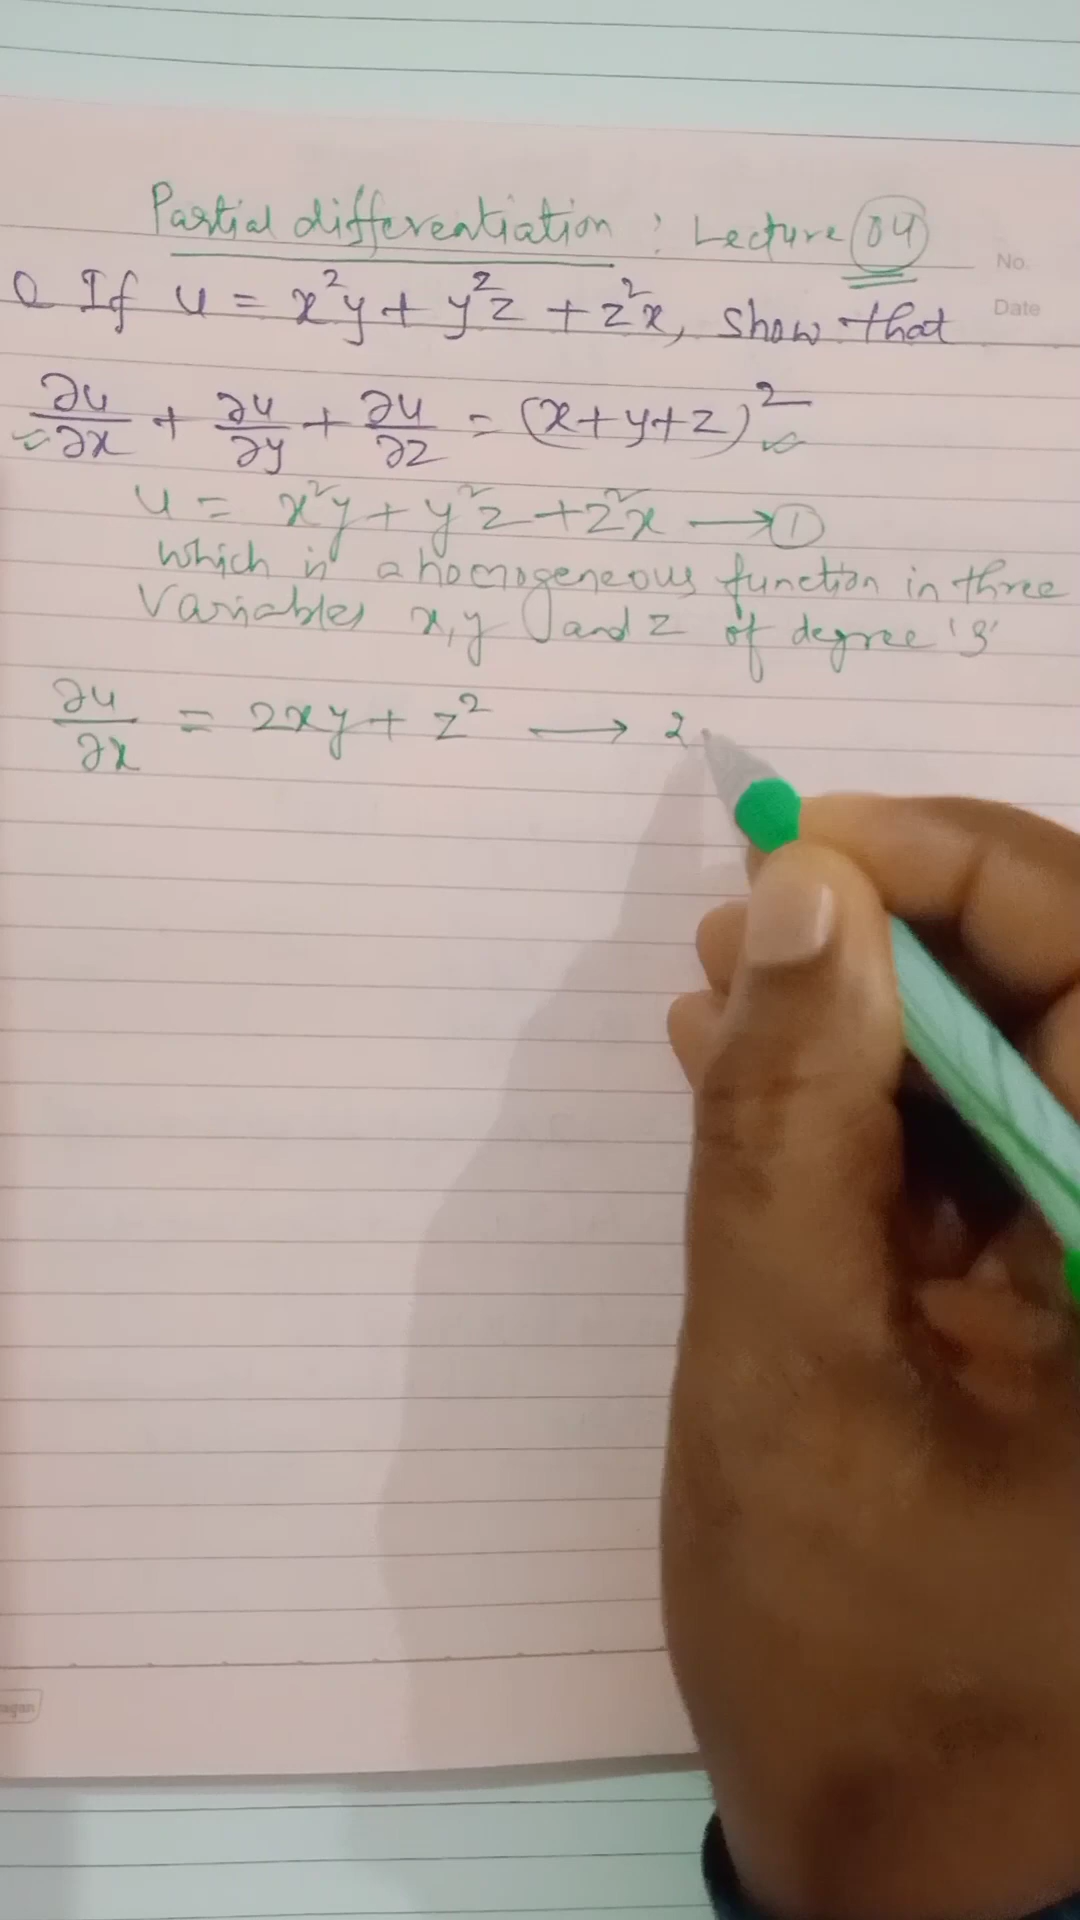 Partial differentiation : Lecture 04
No.
Q If u = x²y + y²z + z²x, show that
Date
∂u/∂x + ∂u/∂y + ∂u/∂z = (x+y+z)²
u = x²y + y²z + z²x → ①
which is a homogeneous function in three
Variables x, y and z of degree '3'
∂u/∂x = 2xy + z² → 2